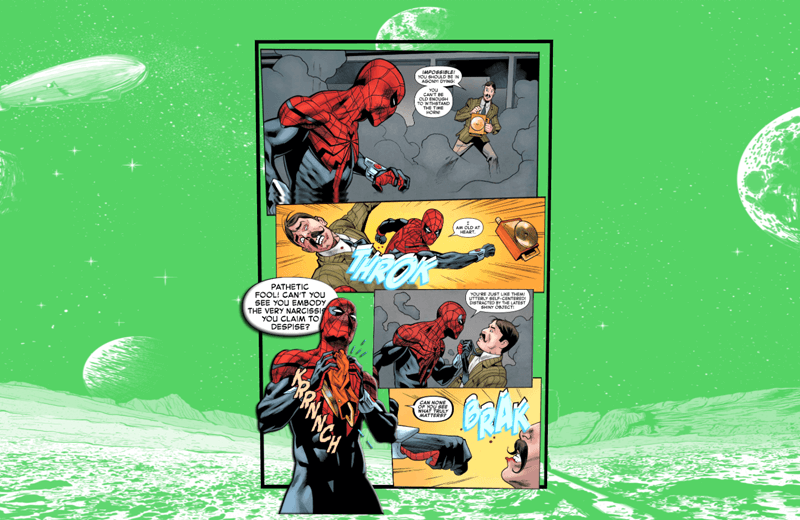 IMPOSSIBLE!
YOU SHOULD BE IN
AGONY! DYING!
YOU
CAN'T BE
OLD ENOUGH
TO WITHSTAND
THE TIME
HORN!
I
AM OLD AT
HEART.
THROK
PATHETIC
FOOL! CAN'T YOU
SEE YOU EMBODY
THE VERY NARCISSI
YOU CLAIM TO
DESPISE?
KRRNNCH
YOU'RE JUST LIKE THEM!
UTTERLY SELF-CENTERED!
DISTRACTED BY THE LATEST
SHINY OBJECT!
CAN NONE
OF YOU SEE
WHAT TRULY
MATTERS?
BRAK